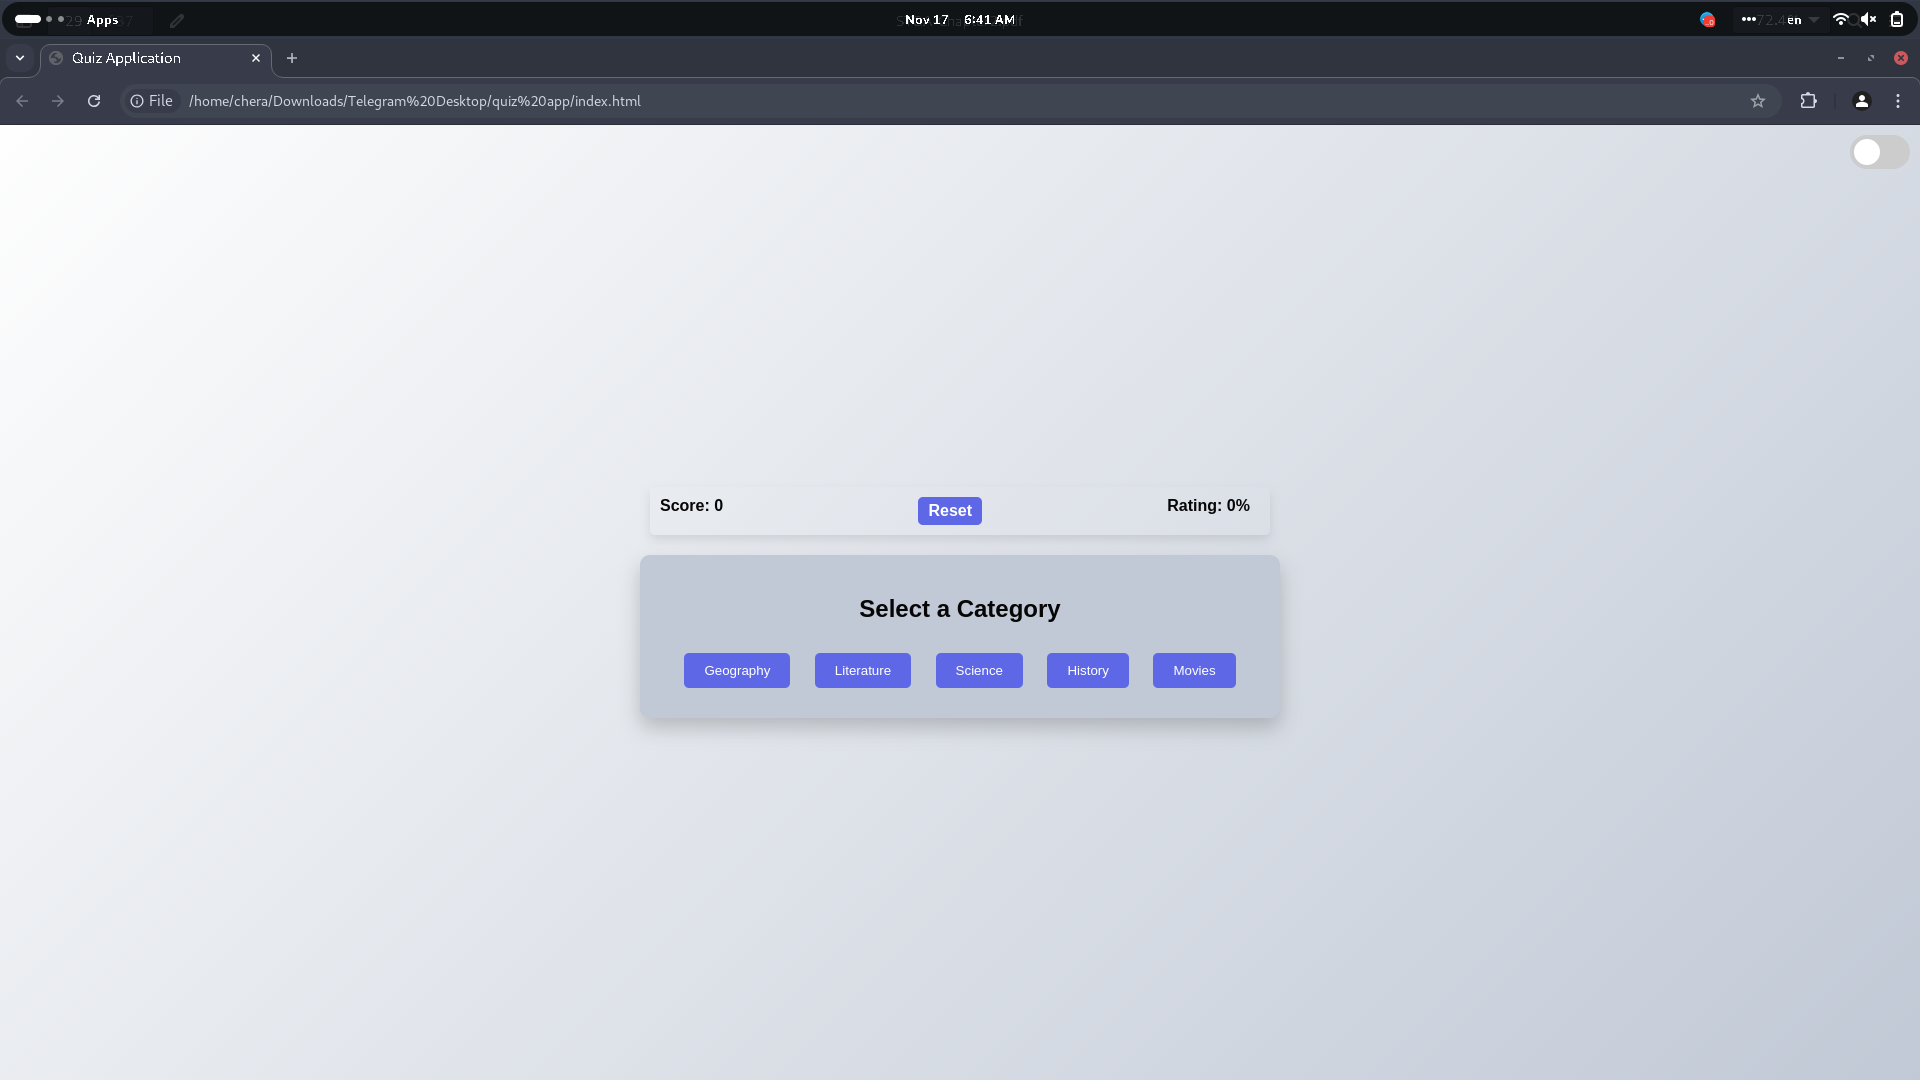 Apps
Nov 17 6:41 AM
en
Quiz Application
File /home/chera/Downloads/Telegram%20Desktop/quiz%20app/index.html
Score: 0 Reset Rating: 0%
Select a Category
Geography Literature Science History Movies